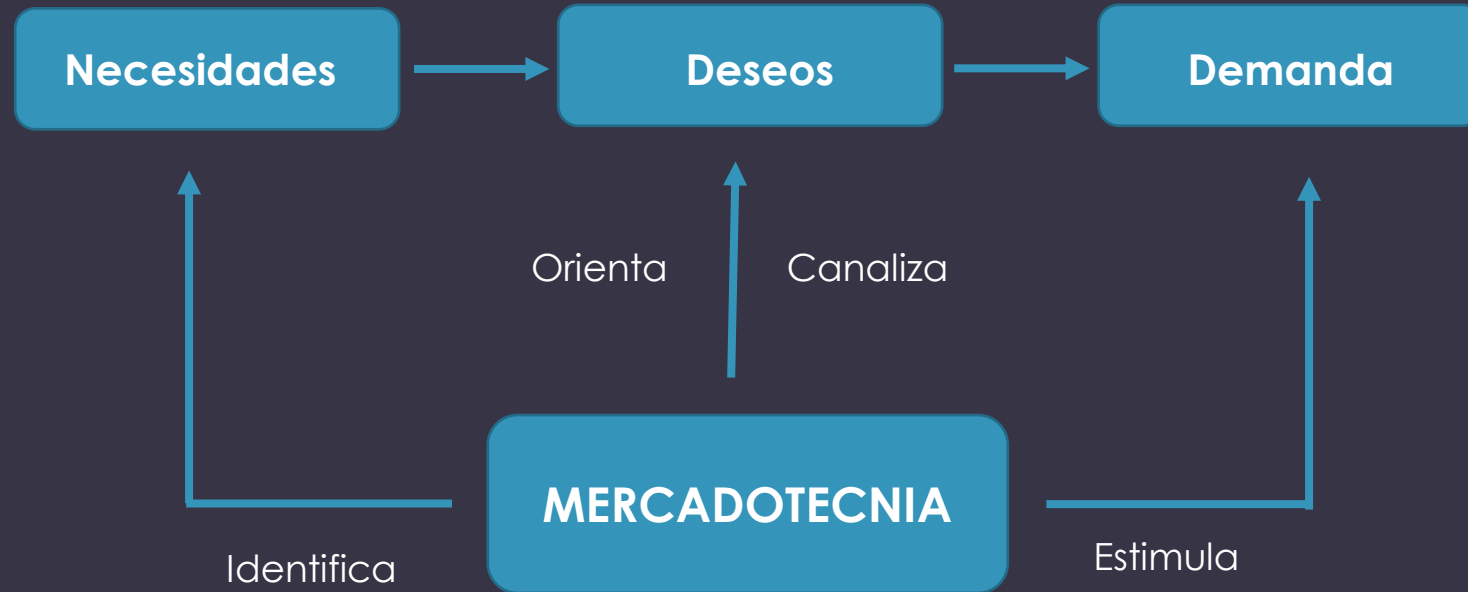 Necesidades
Deseos
Demanda
Orienta
Canaliza
MERCADOTECNIA
Identifica
Estimula